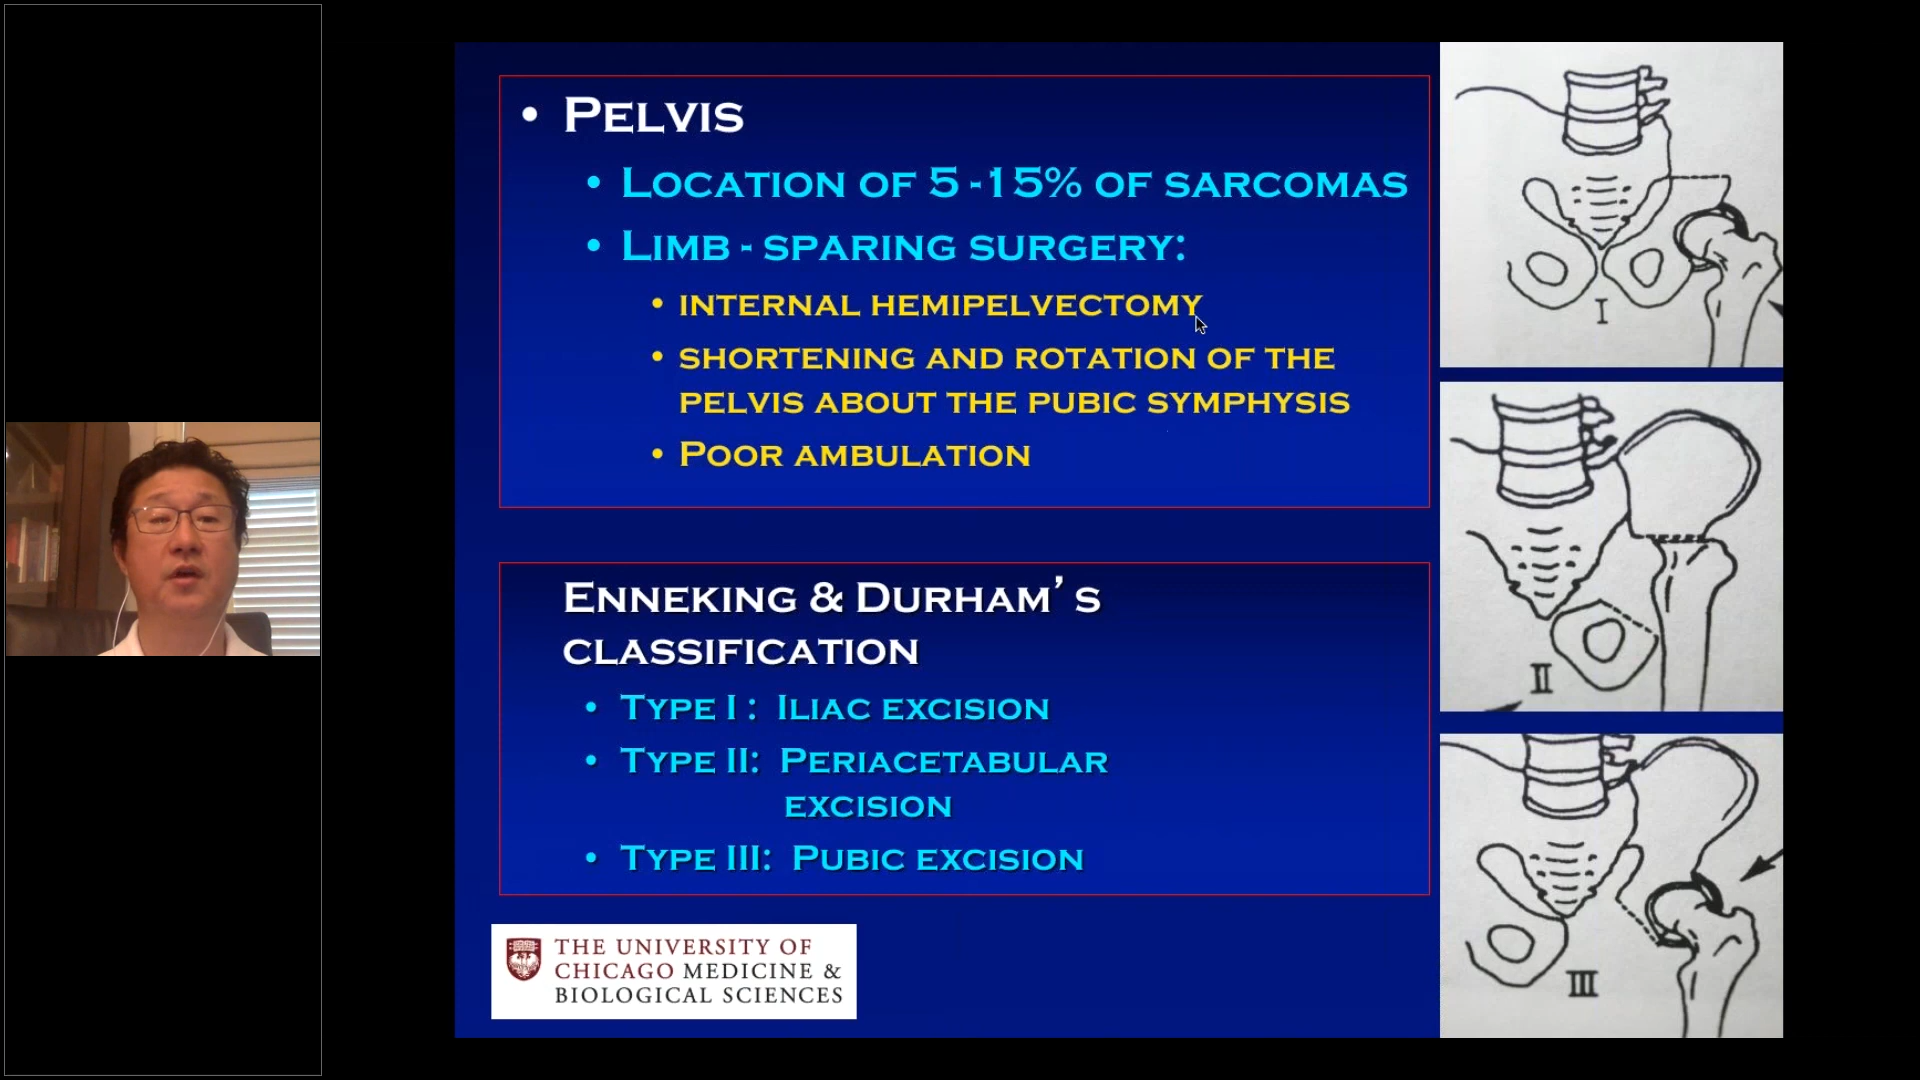 • PELVIS
• LOCATION OF 5 -15% OF SARCOMAS
• LIMB - SPARING SURGERY:
• INTERNAL HEMIPELVECTOMY
• SHORTENING AND ROTATION OF THE
PELVIS ABOUT THE PUBIC SYMPHYSIS
• POOR AMBULATION
ENNEKING & DURHAM’S
CLASSIFICATION
• TYPE I : ILIAC EXCISION
• TYPE II: PERIACETABULAR
EXCISION
• TYPE III: PUBIC EXCISION
THE UNIVERSITY OF
CHICAGO MEDICINE &
BIOLOGICAL SCIENCES
I
II
III